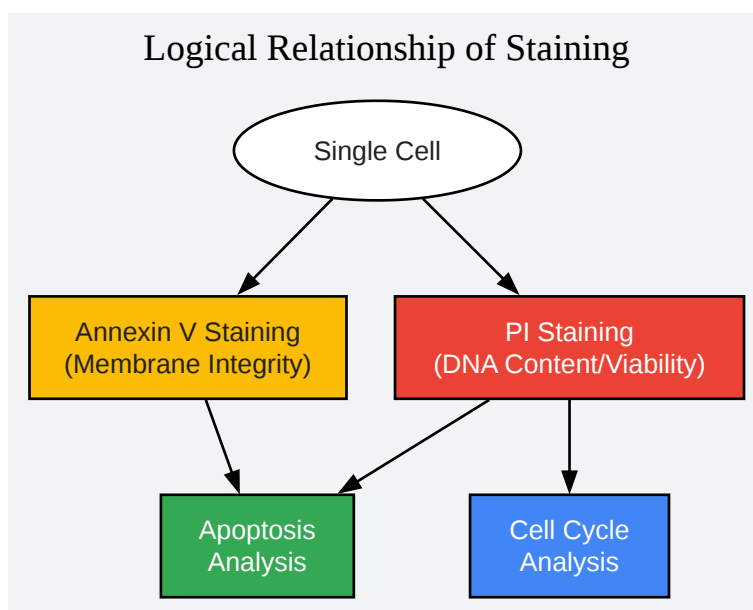 Logical Relationship of Staining
Single Cell
Annexin V Staining
(Membrane Integrity)
PI Staining
(DNA Content/Viability)
Apoptosis
Analysis
Cell Cycle
Analysis